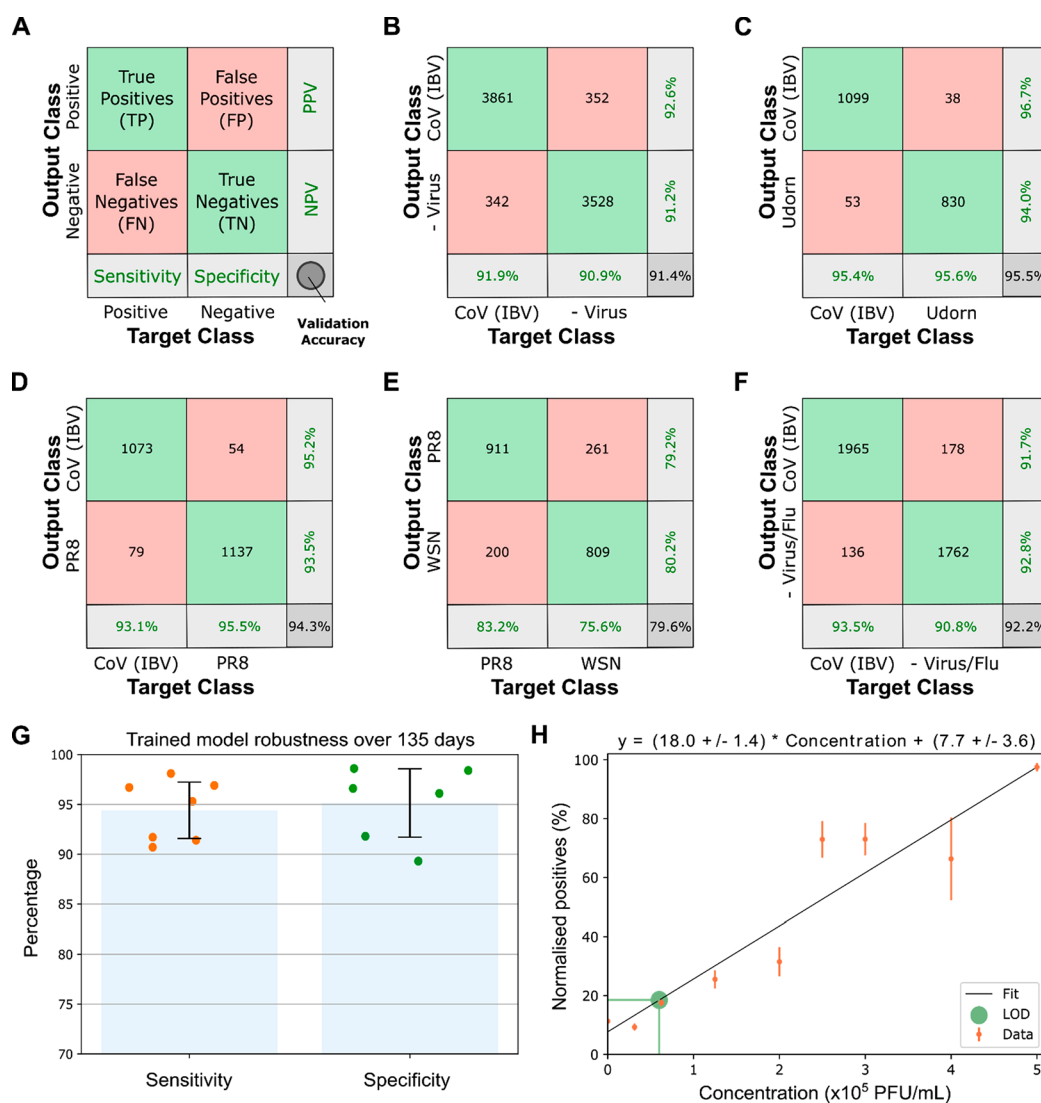 A
Output Class
Positive
Negative
True
Positives
(TP)
False
Positives
(FP)
PPV
False
Negatives
(FN)
True
Negatives
(TN)
NPV
Sensitivity
Specificity
Positive
Negative
Target Class
Validation
Accuracy
B
Output Class
CoV (IBV)
- Virus
3861
352
92.6%
342
3528
91.2%
91.9%
90.9%
91.4%
CoV (IBV)
- Virus
Target Class
C
Output Class
CoV (IBV)
Udorn
1099
38
96.7%
53
830
94.0%
95.4%
95.6%
95.5%
CoV (IBV)
Udorn
Target Class
D
Output Class
CoV (IBV)
PR8
1073
54
95.2%
79
1137
93.5%
93.1%
95.5%
94.3%
CoV (IBV)
PR8
Target Class
E
Output Class
PR8
WSN
911
261
79.2%
200
809
80.2%
83.2%
75.6%
79.6%
PR8
WSN
Target Class
F
Output Class
CoV (IBV)
- Virus/Flu
1965
178
91.7%
136
1762
92.8%
93.5%
90.8%
92.2%
CoV (IBV)
- Virus/Flu
Target Class
G
Trained model robustness over 135 days
Percentage
100
95
90
85
80
75
70
Sensitivity
Specificity
H
y = (18.0 +/- 1.4) * Concentration + (7.7 +/- 3.6)
Normalised positives (%)
100
80
60
40
20
0
Fit
LOD
Data
0
1
2
3
4
5
Concentration (x10⁵ PFU/mL)